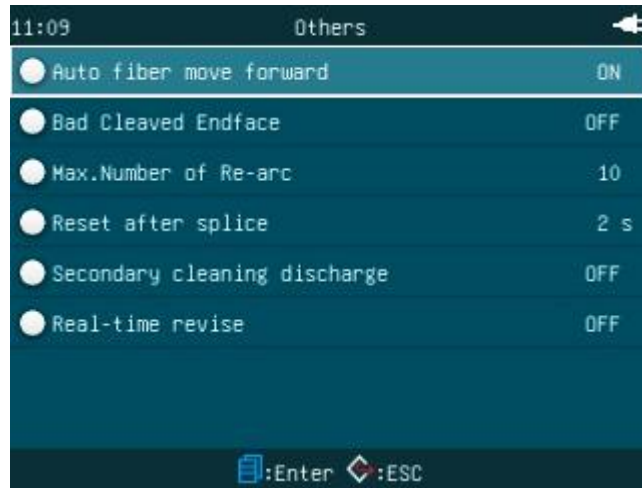 11:09 Others
Auto fiber move forward ON
Bad Cleaved Endface OFF
Max.Number of Re-arc 10
Reset after splice 2 s
Secondary cleaning discharge OFF
Real-time revise OFF
:Enter :ESC